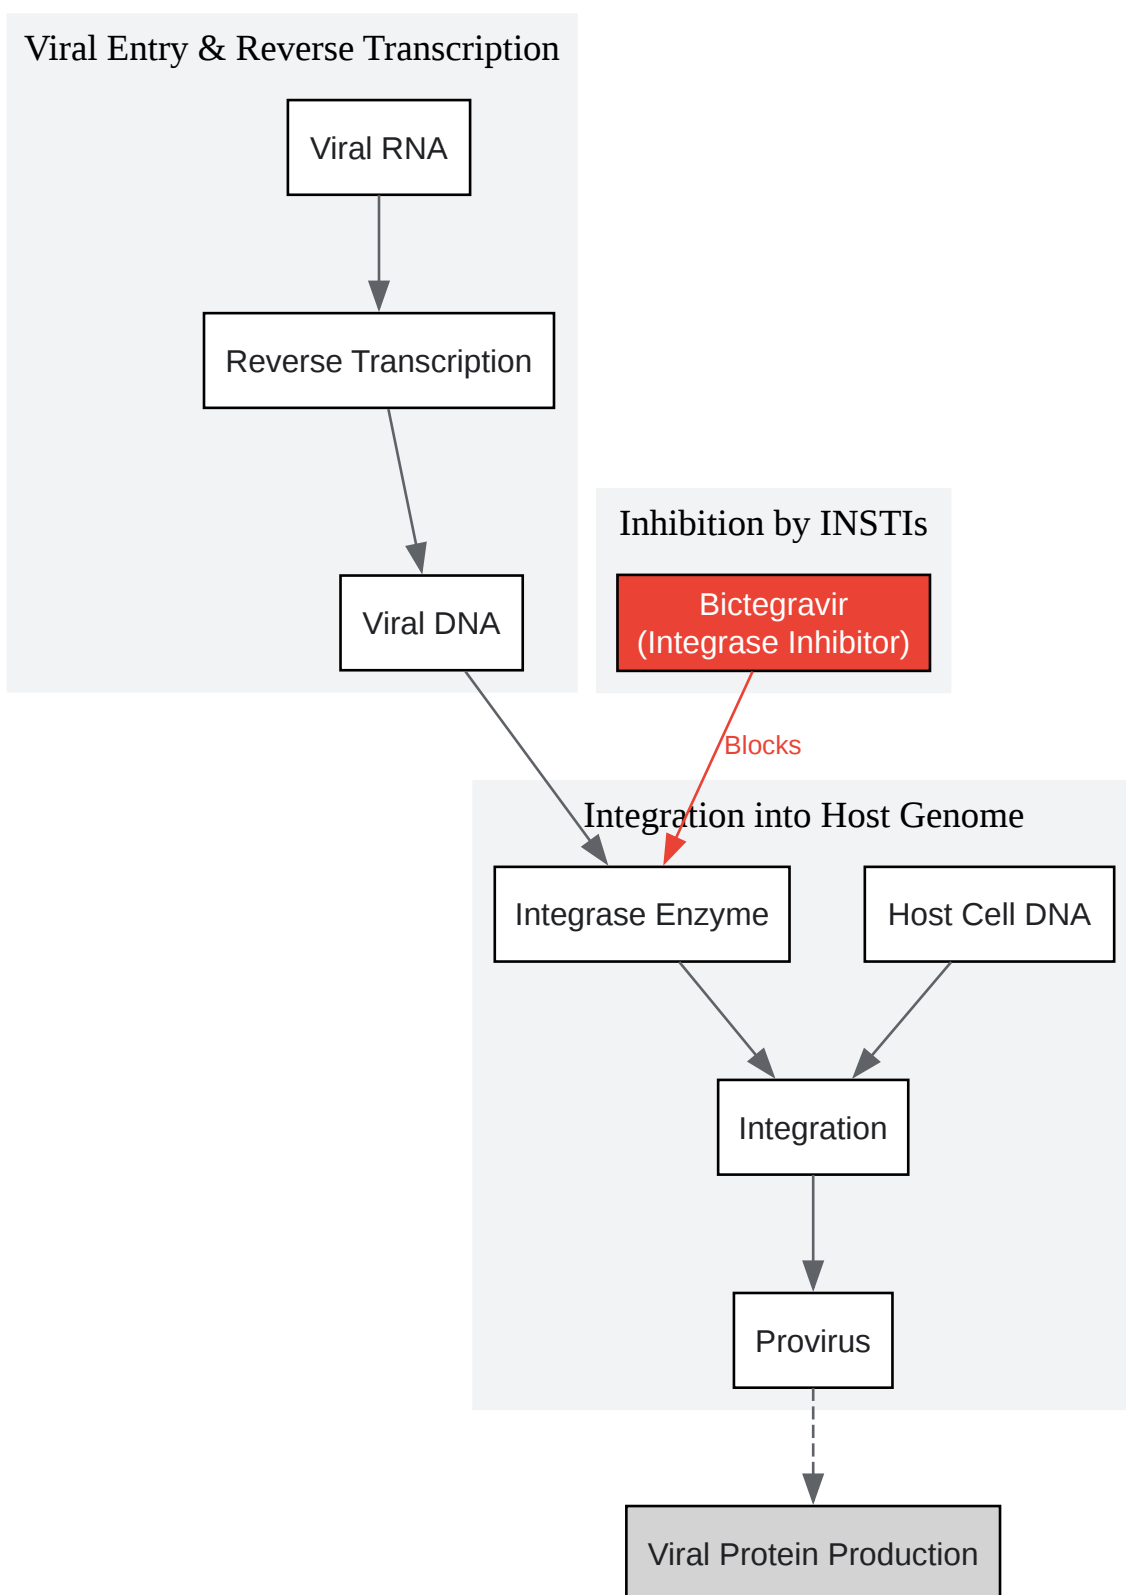 Viral Entry & Reverse Transcription
Viral RNA
Reverse Transcription
Viral DNA
Inhibition by INSTIs
Bictegravir
(Integrase Inhibitor)
Blocks
Integration into Host Genome
Integrase Enzyme
Host Cell DNA
Integration
Provirus
Viral Protein Production